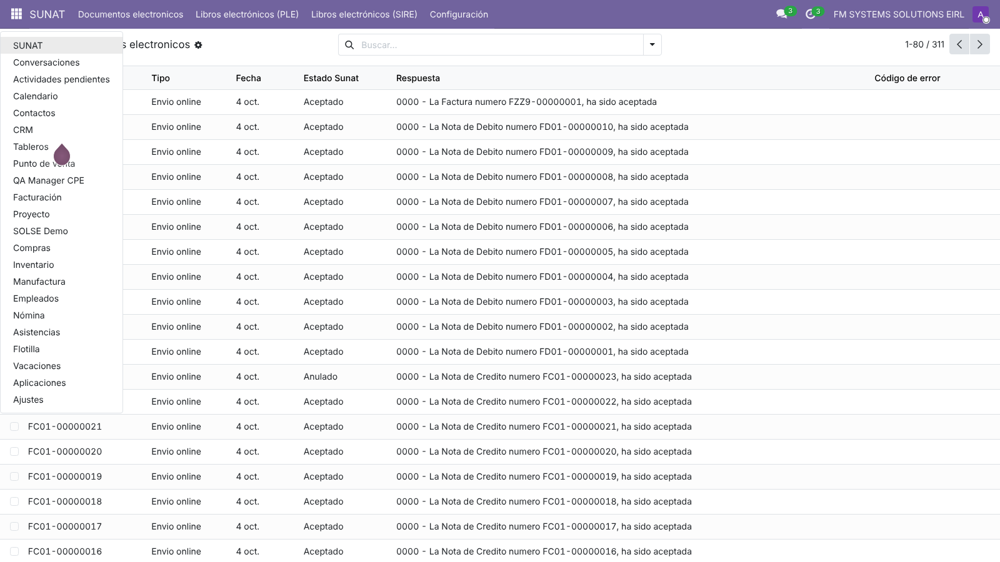 SUNAT Documentos electronicos Libros electrónicos (PLE) Libros electrónicos (SIRE) Configuración 3 3 FM SYSTEMS SOLUTIONS EIRL A
s electronicos Buscar... 1-80 / 311
SUNAT
Conversaciones
Actividades pendientes
Calendario
Contactos
CRM
Tableros
Punto de venta
QA Manager CPE
Facturación
Proyecto
SOLSE Demo
Compras
Inventario
Manufactura
Empleados
Nómina
Asistencias
Flotilla
Vacaciones
Aplicaciones
Ajustes
Tipo Fecha Estado Sunat Respuesta Código de error
Envio online 4 oct. Aceptado 0000 - La Factura numero FZZ9-00000001, ha sido aceptada
Envio online 4 oct. Aceptado 0000 - La Nota de Debito numero FD01-00000010, ha sido aceptada
Envio online 4 oct. Aceptado 0000 - La Nota de Debito numero FD01-00000009, ha sido aceptada
Envio online 4 oct. Aceptado 0000 - La Nota de Debito numero FD01-00000008, ha sido aceptada
Envio online 4 oct. Aceptado 0000 - La Nota de Debito numero FD01-00000007, ha sido aceptada
Envio online 4 oct. Aceptado 0000 - La Nota de Debito numero FD01-00000006, ha sido aceptada
Envio online 4 oct. Aceptado 0000 - La Nota de Debito numero FD01-00000005, ha sido aceptada
Envio online 4 oct. Aceptado 0000 - La Nota de Debito numero FD01-00000004, ha sido aceptada
Envio online 4 oct. Aceptado 0000 - La Nota de Debito numero FD01-00000003, ha sido aceptada
Envio online 4 oct. Aceptado 0000 - La Nota de Debito numero FD01-00000002, ha sido aceptada
Envio online 4 oct. Aceptado 0000 - La Nota de Debito numero FD01-00000001, ha sido aceptada
Envio online 4 oct. Anulado 0000 - La Nota de Credito numero FC01-00000023, ha sido aceptada
Envio online 4 oct. Aceptado 0000 - La Nota de Credito numero FC01-00000022, ha sido aceptada
FC01-00000021 Envio online 4 oct. Aceptado 0000 - La Nota de Credito numero FC01-00000021, ha sido aceptada
FC01-00000020 Envio online 4 oct. Aceptado 0000 - La Nota de Credito numero FC01-00000020, ha sido aceptada
FC01-00000019 Envio online 4 oct. Aceptado 0000 - La Nota de Credito numero FC01-00000019, ha sido aceptada
FC01-00000018 Envio online 4 oct. Aceptado 0000 - La Nota de Credito numero FC01-00000018, ha sido aceptada
FC01-00000017 Envio online 4 oct. Aceptado 0000 - La Nota de Credito numero FC01-00000017, ha sido aceptada
FC01-00000016 Envio online 4 oct. Aceptado 0000 - La Nota de Credito numero FC01-00000016, ha sido aceptada